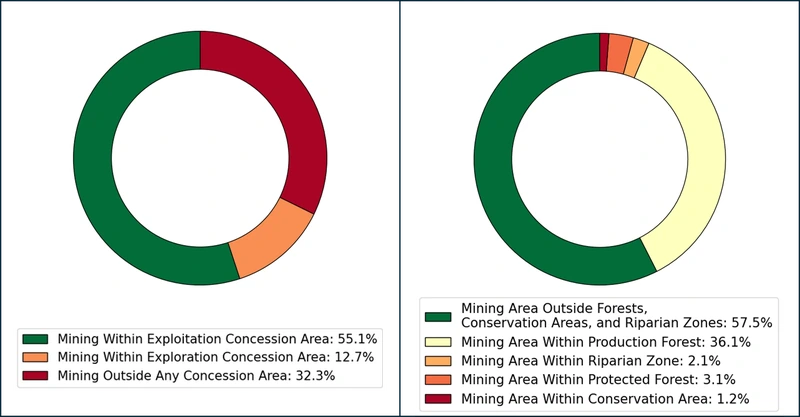 Mining Within Exploitation Concession Area: 55.1%
Mining Within Exploration Concession Area: 12.7%
Mining Outside Any Concession Area: 32.3%
Mining Area Outside Forests,
Conservation Areas, and Riparian Zones: 57.5%
Mining Area Within Production Forest: 36.1%
Mining Area Within Riparian Zone: 2.1%
Mining Area Within Protected Forest: 3.1%
Mining Area Within Conservation Area: 1.2%